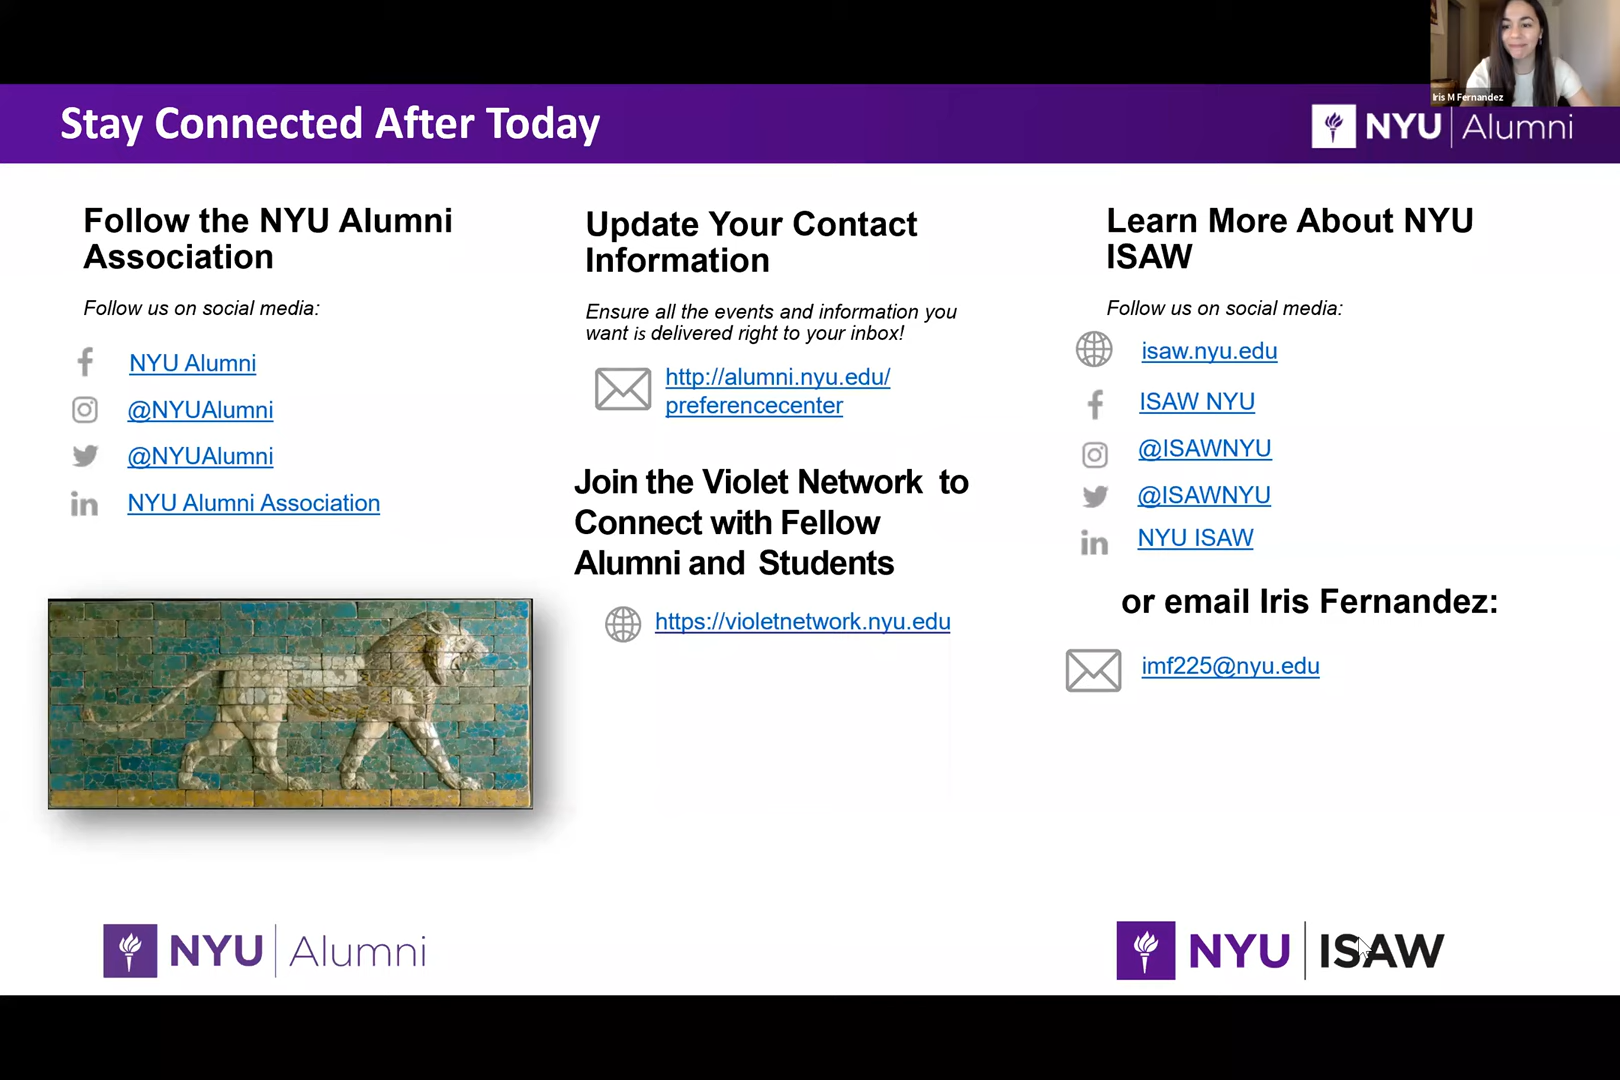 Iris M Fernandez
Stay Connected After Today
NYU | Alumni
Follow the NYU Alumni
Association
Follow us on social media:
NYU Alumni
@NYUAlumni
@NYUAlumni
NYU Alumni Association
Update Your Contact
Information
Ensure all the events and information you
want is delivered right to your inbox!
http://alumni.nyu.edu/
preferencecenter
Join the Violet Network to
Connect with Fellow
Alumni and Students
https://violetnetwork.nyu.edu
Learn More About NYU
ISAW
Follow us on social media:
isaw.nyu.edu
ISAW NYU
@ISAWNYU
@ISAWNYU
NYU ISAW
or email Iris Fernandez:
imf225@nyu.edu
NYU | Alumni
NYU | ISAW